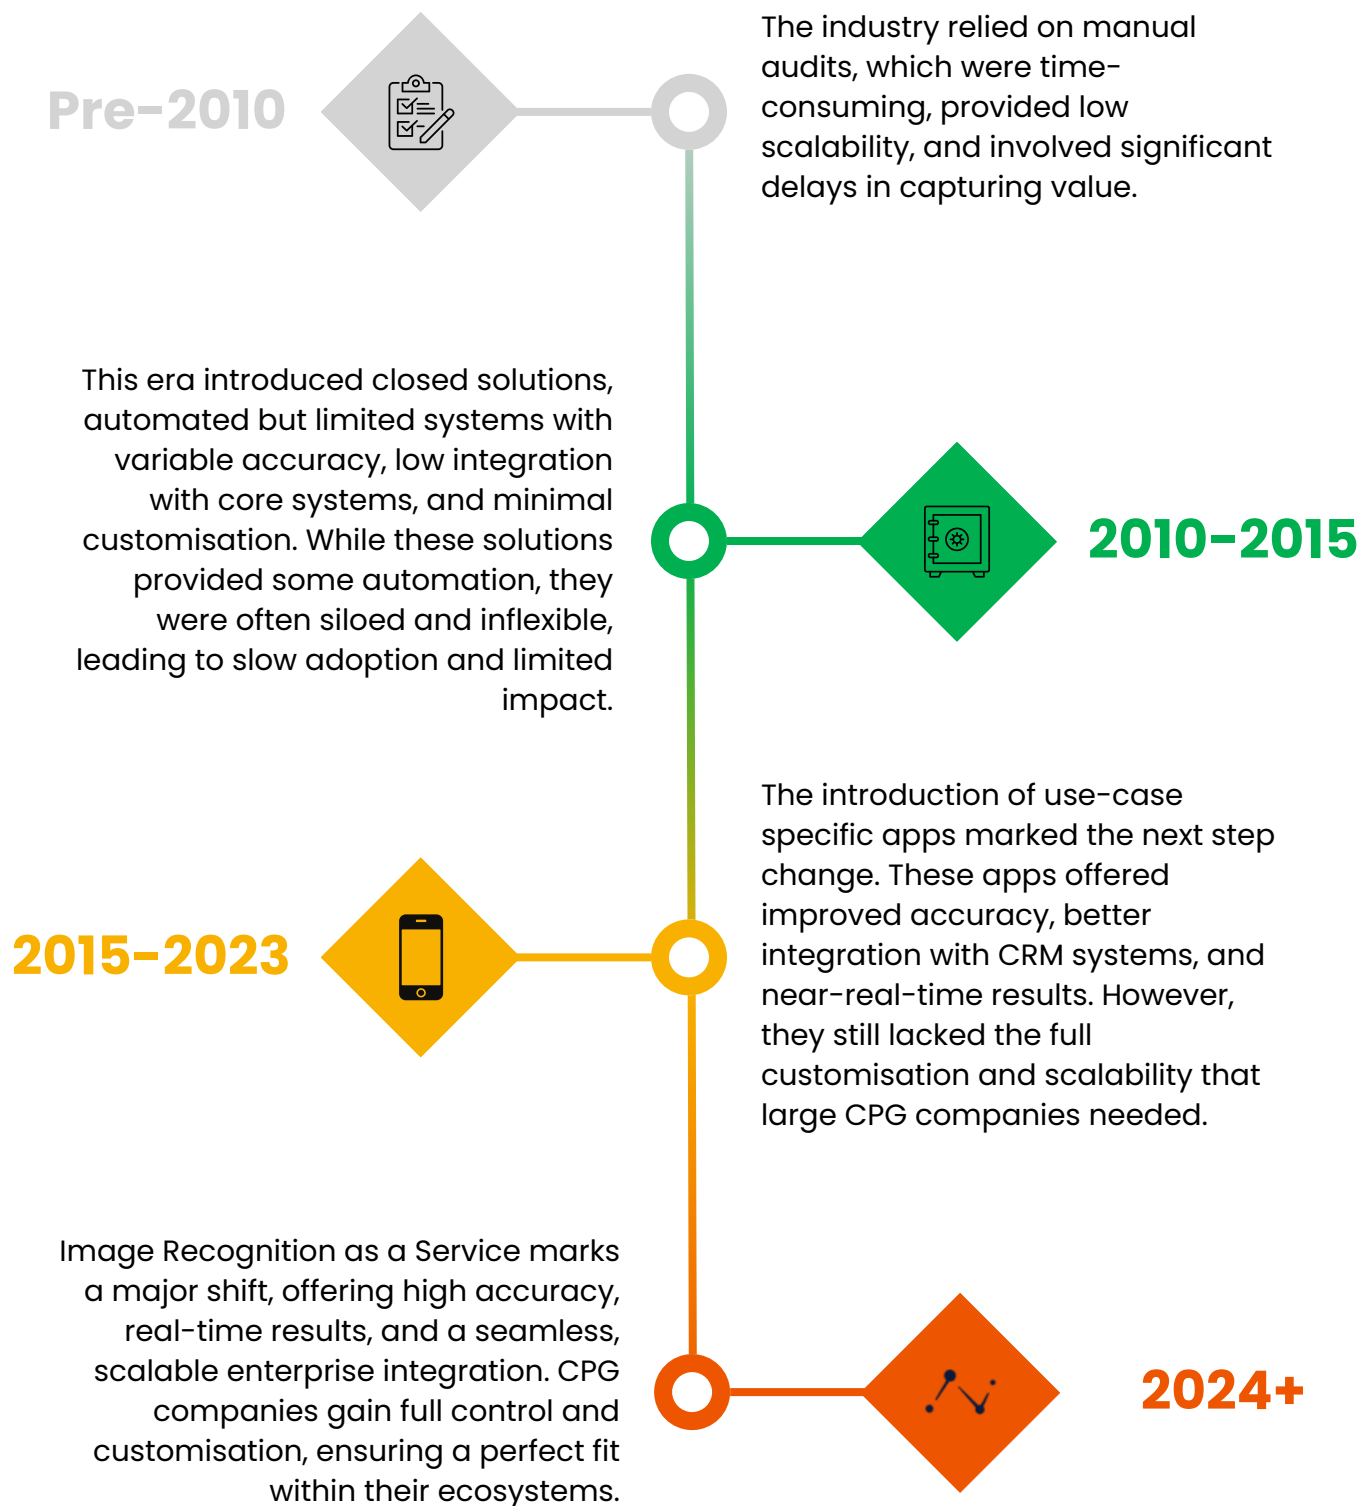 Pre-2010
The industry relied on manual
audits, which were time-
consuming, provided low
scalability, and involved significant
delays in capturing value.
This era introduced closed solutions,
automated but limited systems with
variable accuracy, low integration
with core systems, and minimal
customisation. While these solutions
provided some automation, they
were often siloed and inflexible,
leading to slow adoption and limited
impact.
2010-2015
2015-2023
The introduction of use-case
specific apps marked the next step
change. These apps offered
improved accuracy, better
integration with CRM systems, and
near-real-time results. However,
they still lacked the full
customisation and scalability that
large CPG companies needed.
Image Recognition as a Service marks
a major shift, offering high accuracy,
real-time results, and a seamless,
scalable enterprise integration. CPG
companies gain full control and
customisation, ensuring a perfect fit
within their ecosystems.
2024+